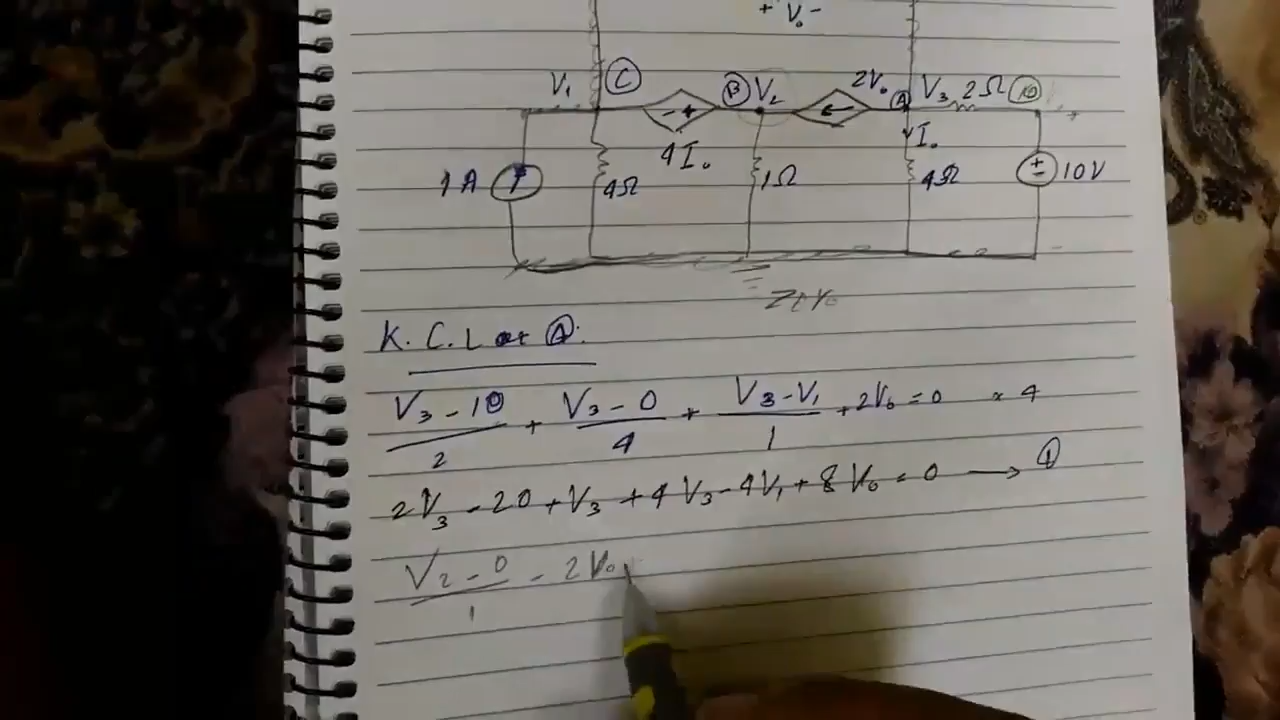 + V₀ -
V₁ Ⓒ Ⓑ V₂ 2V₀ Ⓐ V₃ 2Ω 10
- +
4I₀ I₀
1A 4Ω 1Ω 4Ω + - 10V
K.C.L at Ⓐ:
(V₃ - 10)/2 + (V₃ - 0)/4 + (V₃ - V₁)/1 + 2V₀ = 0 × 4
2V₃ - 20 + V₃ + 4V₃ - 4V₁ + 8V₀ = 0 → ①
(V₂ - 0)/1 - 2V₀